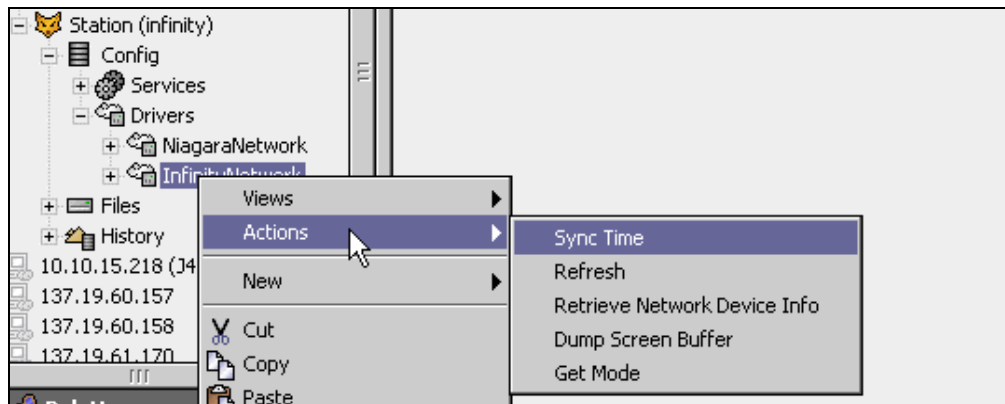 Station (infinity)
Config
Services
Drivers
NiagaraNetwork
InfinityNetwork
Files
History
10.10.15.218 (J4
137.19.60.157
137.19.60.158
137.19.61.170
Views
Actions
New
Cut
Copy
Paste
Sync Time
Refresh
Retrieve Network Device Info
Dump Screen Buffer
Get Mode